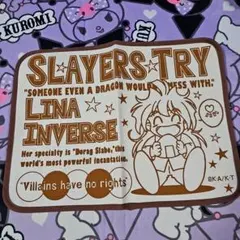 KUROMI
SLAYERS TRY
"SOMEONE EVEN A DRAGON WOULD MESS WITH."
LINA
INVERSE
Her specialty is "Dorag Slabe," this
world's most powerful incantation.
"Villains have no rights"
©K·A/K·T